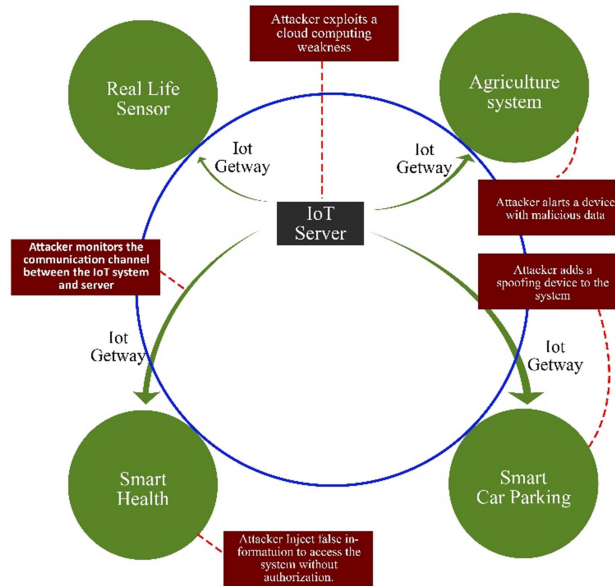 Attacker exploits a
cloud computing
weakness
Real Life
Sensor
Agriculture
system
Iot
Getway
Iot
Getway
IoT
Server
Attacker alarts a device
with malicious data
Attacker monitors the
communication channel
between the IoT system
and server
Attacker adds a
spoofing device to the
system
Iot
Getway
Iot
Getway
Smart
Health
Smart
Car Parking
Attacker Inject false in-
formatuion to access the
system without
authorization.